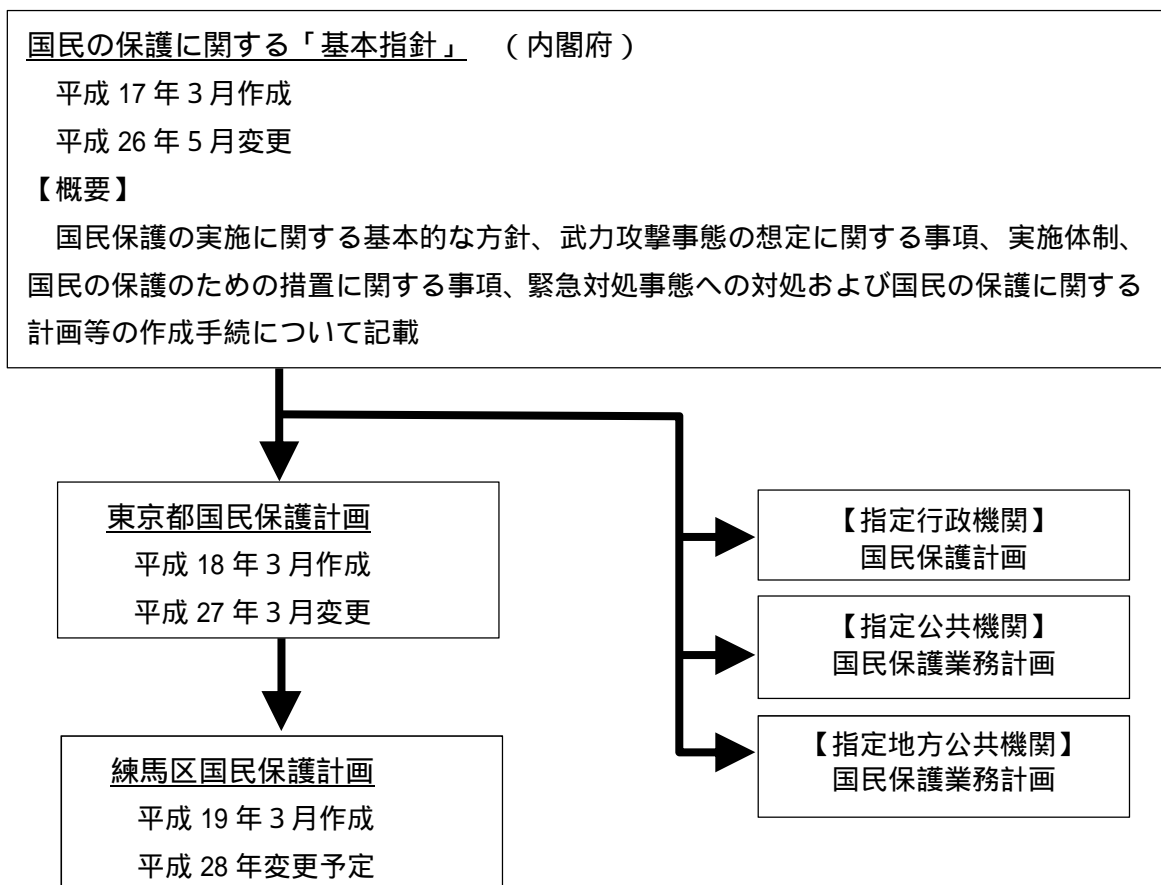 国民の保護に関する「基本指針」 (内閣府)
平成 17 年3月作成
平成 26 年5月変更
【概要】
国民保護の実施に関する基本的な方針、武力攻撃事態の想定に関する事項、実施体制、
国民の保護のための措置に関する事項、緊急対処事態への対処および国民の保護に関する
計画等の作成手続について記載
東京都国民保護計画
平成 18 年3月作成
平成 27 年3月変更
練馬区国民保護計画
平成 19 年3月作成
平成 28 年変更予定
【指定行政機関】
国民保護計画
【指定公共機関】
国民保護業務計画
【指定地方公共機関】
国民保護業務計画